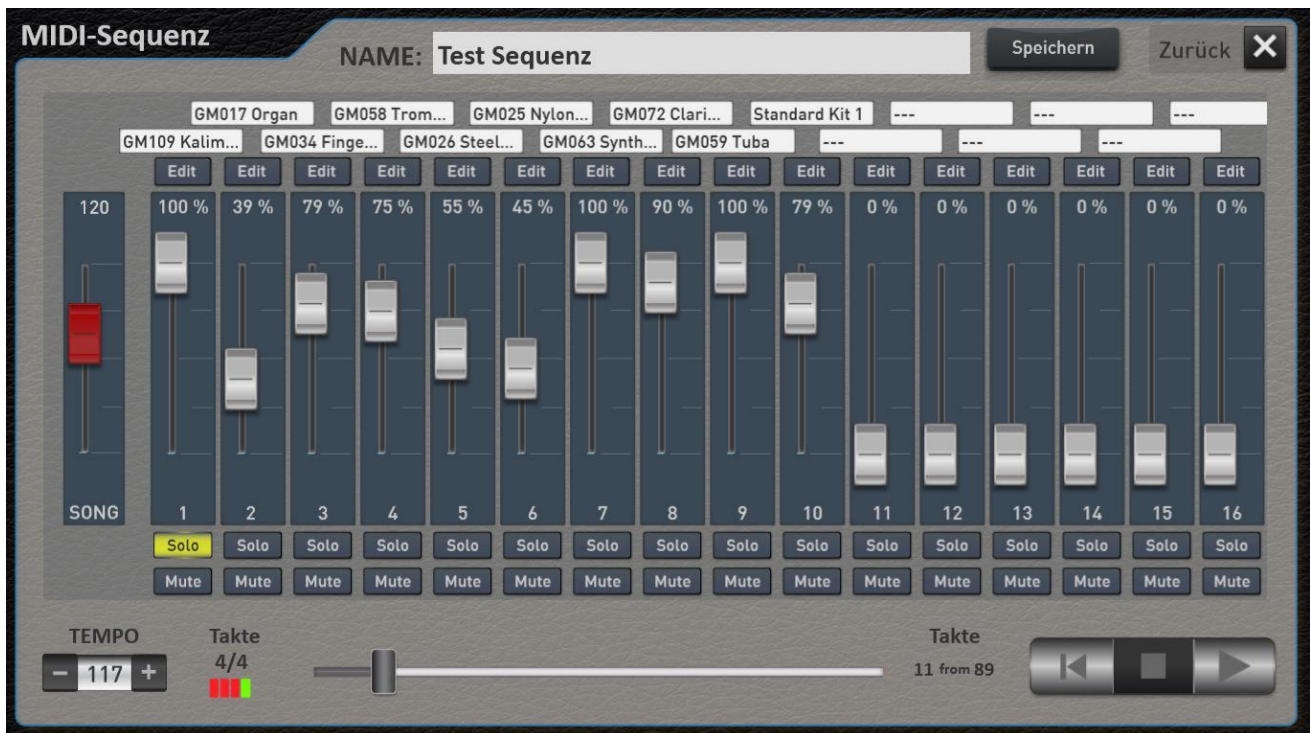 MIDI-Sequenz
NAME: Test Sequenz Speichern Zurück
GM017 Organ GM058 Trom... GM025 Nylon... GM072 Clari... Standard Kit 1 --- --- ---
GM109 Kalim... GM034 Finge... GM026 Steel... GM063 Synth... GM059 Tuba --- --- ---
Edit Edit Edit Edit Edit Edit Edit Edit Edit Edit Edit Edit Edit Edit Edit Edit
120 100 % 39 % 79 % 75 % 55 % 45 % 100 % 90 % 100 % 79 % 0 % 0 % 0 % 0 % 0 % 0 %
SONG 1 2 3 4 5 6 7 8 9 10 11 12 13 14 15 16
Solo Solo Solo Solo Solo Solo Solo Solo Solo Solo Solo Solo Solo Solo Solo Solo
Mute Mute Mute Mute Mute Mute Mute Mute Mute Mute Mute Mute Mute Mute Mute Mute
TEMPO Takte Takte
4/4
− 117 + 11 from 89